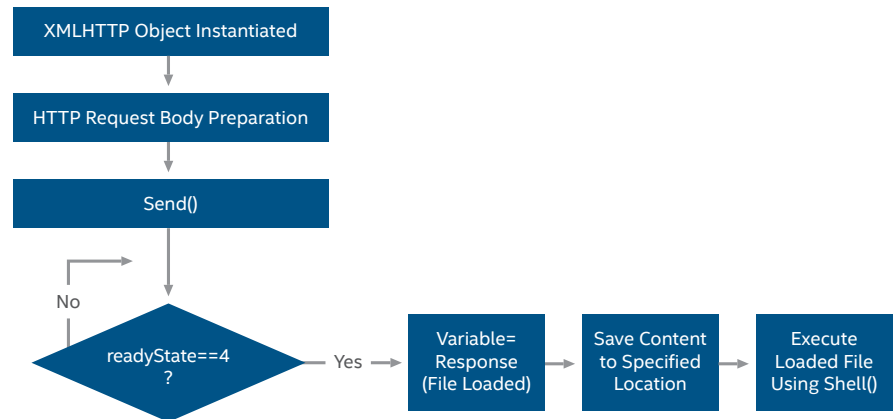 XMLHTTP Object Instantiated
HTTP Request Body Preparation
Send()
No
readyState==4
?
Yes
Variable=
Response
(File Loaded)
Save Content
to Specified
Location
Execute
Loaded File
Using Shell()